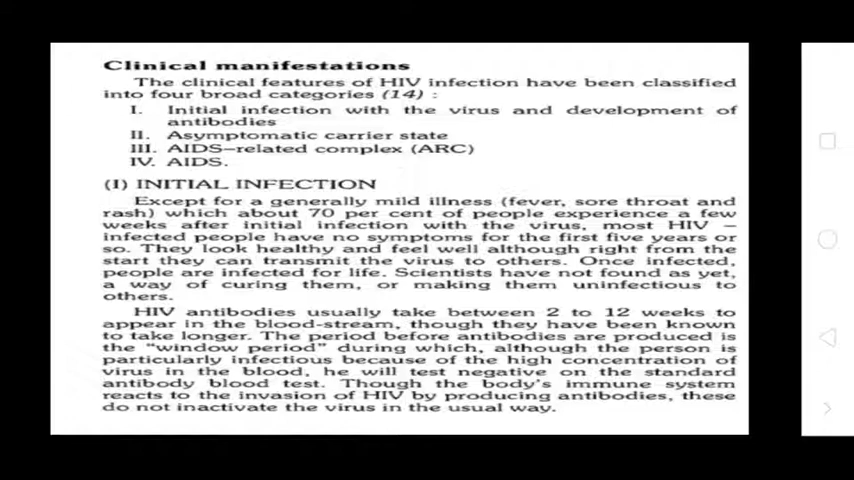 Clinical manifestations
The clinical features of HIV infection have been classified
into four broad categories (14) :
I. Initial infection with the virus and development of
antibodies
II. Asymptomatic carrier state
III. AIDS-related complex (ARC)
IV. AIDS.
(I) INITIAL INFECTION
Except for a generally mild illness (fever, sore throat and
rash) which about 70 per cent of people experience a few
weeks after initial infection with the virus, most HIV –
infected people have no symptoms for the first five years or
so. They look healthy and feel well although right from the
start they can transmit the virus to others. Once infected,
people are infected for life. Scientists have not found as yet,
a way of curing them, or making them uninfectious to
others.
HIV antibodies usually take between 2 to 12 weeks to
appear in the blood-stream, though they have been known
to take longer. The period before antibodies are produced is
the "window period" during which, although the person is
particularly infectious because of the high concentration of
virus in the blood, he will test negative on the standard
antibody blood test. Though the body's immune system
reacts to the invasion of HIV by producing antibodies, these
do not inactivate the virus in the usual way.